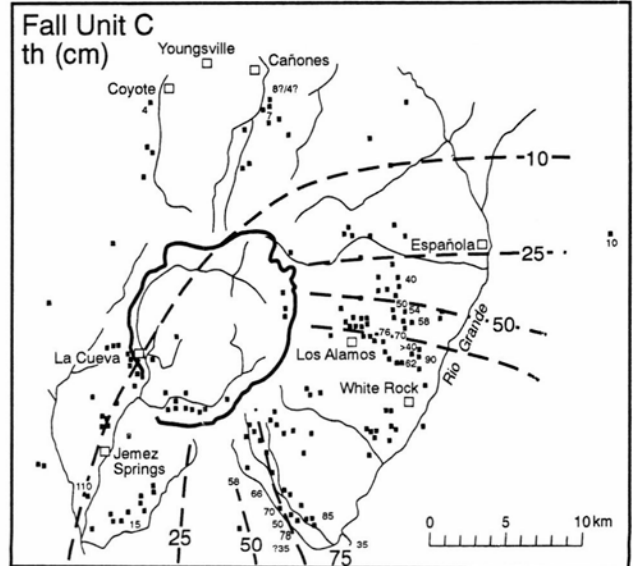 Fall Unit C
th (cm)
Youngsville
Cañones
Coyote
8?/4?
4
7
10
Española
10
25
40
50
54
58
50
76
70
>40
90
62
La Cueva
Los Alamos
Rio Grande
White Rock
Jemez
Springs
110
15
58
66
70
50
78
?35
85
35
25
50
75
0
5
10 km